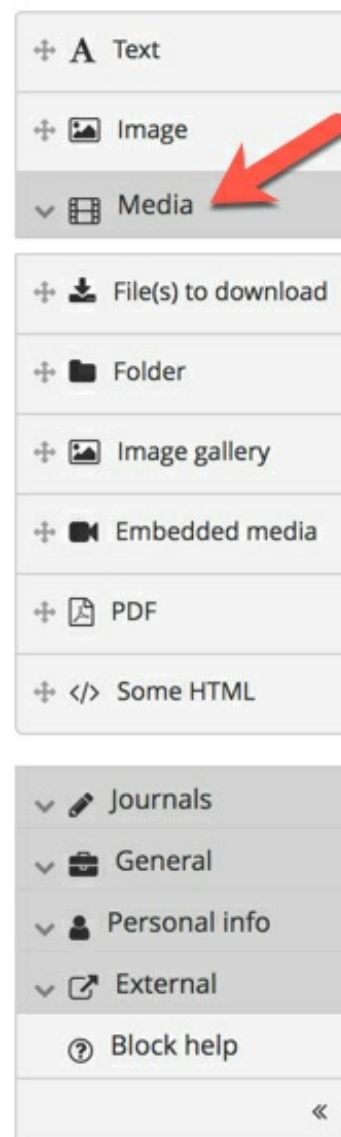 Text
Image
Media
File(s) to download
Folder
Image gallery
Embedded media
PDF
Some HTML
Journals
General
Personal info
External
Block help